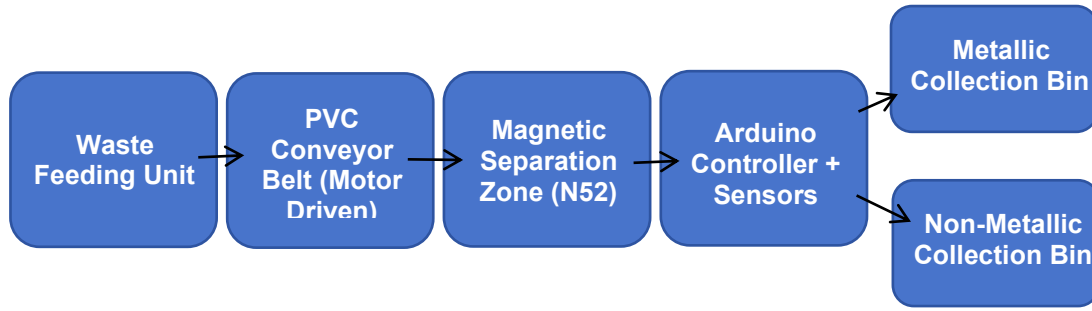 Waste
Feeding Unit
PVC
Conveyor
Belt (Motor
Driven)
Magnetic
Separation
Zone (N52)
Arduino
Controller +
Sensors
Metallic
Collection Bin
Non-Metallic
Collection Bin